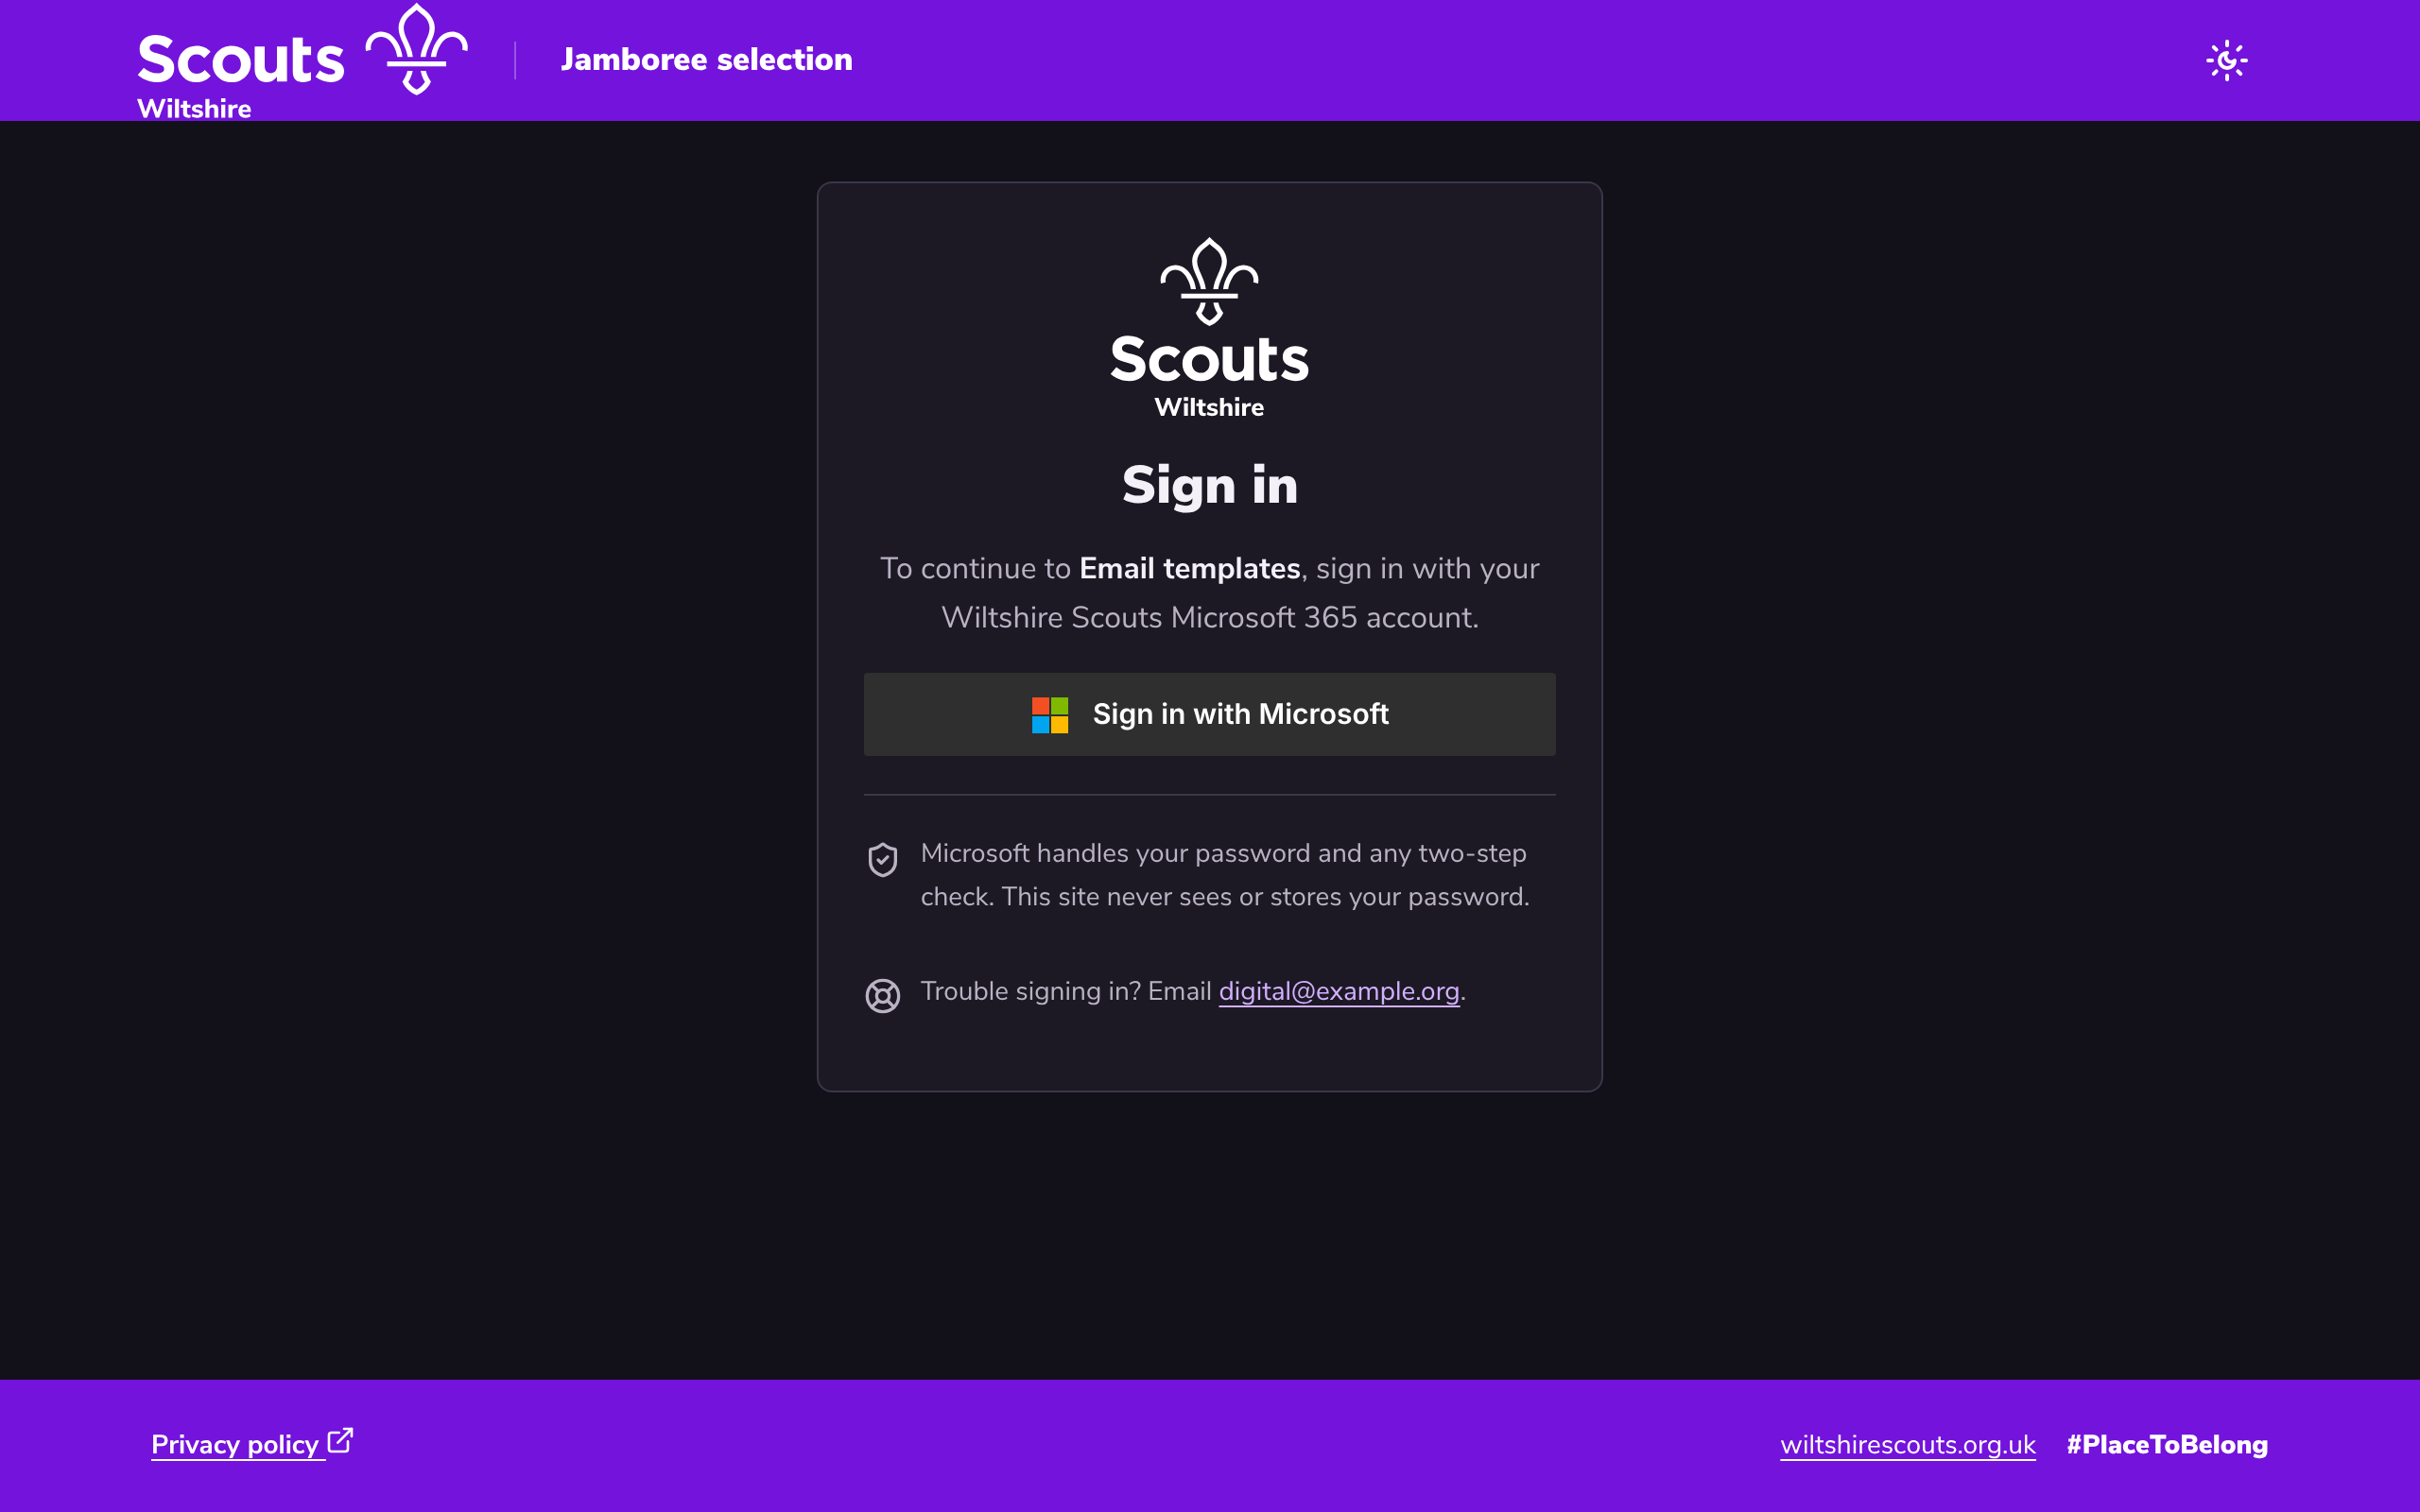 Scouts
Wiltshire
Jamboree selection
Scouts
Wiltshire
Sign in
To continue to Email templates, sign in with your
Wiltshire Scouts Microsoft 365 account.
Sign in with Microsoft
Microsoft handles your password and any two-step
check. This site never sees or stores your password.
Trouble signing in? Email digital@example.org.
Privacy policy
wiltshirescouts.org.uk #PlaceToBelong